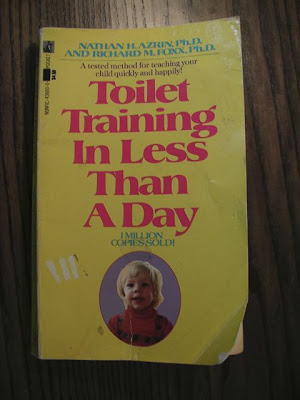 NATHAN H. AZRIN, Ph.D.
AND RICHARD M. FOXX, Ph.D.
A tested method for teaching your
child quickly and happily!
Toilet
Training
In Less
Than
A Day
1 MILLION
COPIES SOLD!